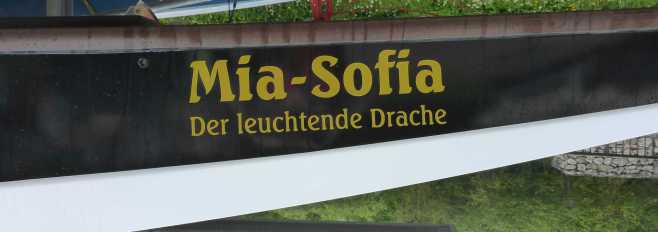 Mia-Sofia
Der leuchtende Drache